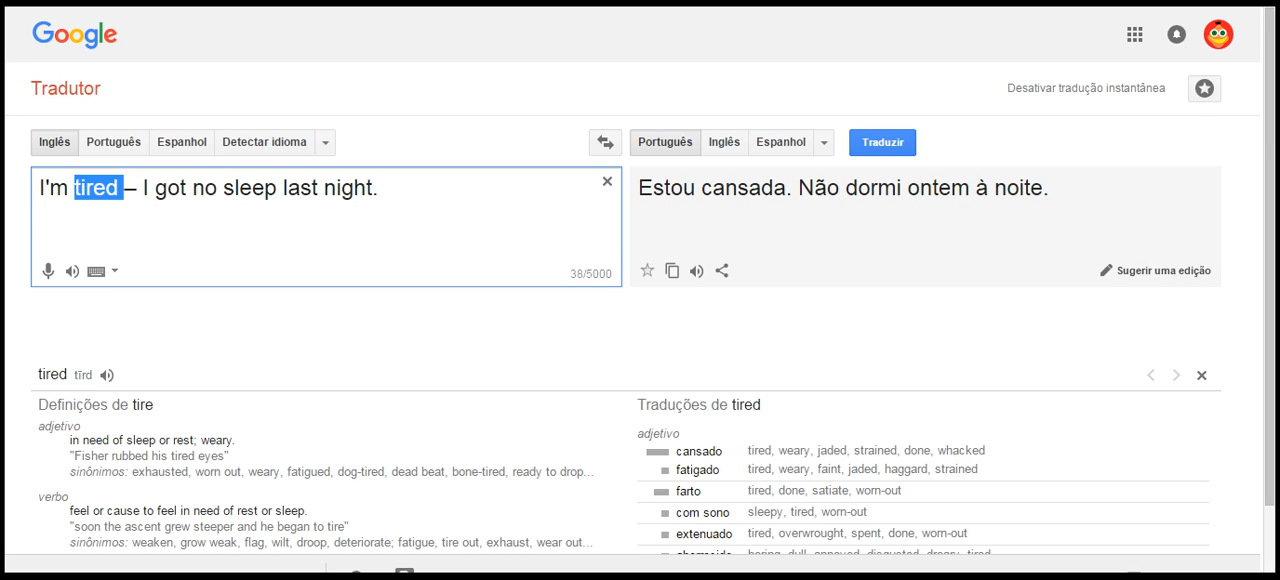 Google
Tradutor
Desativar tradução instantânea
Inglês Português Espanhol Detectar idioma
Português Inglês Espanhol Traduzir
I'm tired – I got no sleep last night.
38/5000
Estou cansada. Não dormi ontem à noite.
Sugerir uma edição
tired tīrd
Definições de tire
adjetivo
in need of sleep or rest; weary.
"Fisher rubbed his tired eyes"
sinônimos: exhausted, worn out, weary, fatigued, dog-tired, dead beat, bone-tired, ready to drop...
verbo
feel or cause to feel in need of rest or sleep.
"soon the ascent grew steeper and he began to tire"
sinônimos: weaken, grow weak, flag, wilt, droop, deteriorate; fatigue, tire out, exhaust, wear out...
Traduções de tired
adjetivo
cansado tired, weary, jaded, strained, done, whacked
fatigado tired, weary, faint, jaded, haggard, strained
farto tired, done, satiate, worn-out
com sono sleepy, tired, worn-out
extenuado tired, overwrought, spent, done, worn-out
boring, dull, annoyed, disgusted, dreary, tired